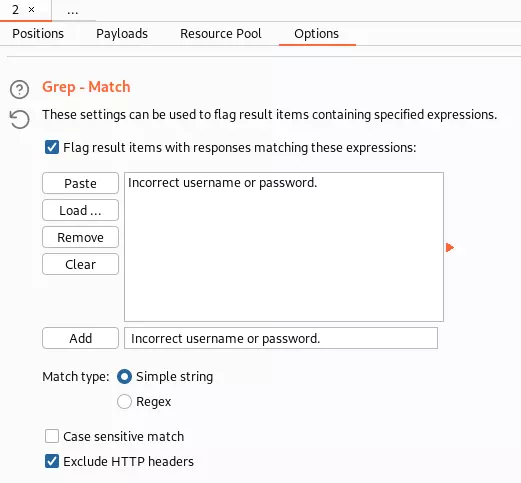 2 × ...
Positions Payloads Resource Pool Options
Grep - Match
These settings can be used to flag result items containing specified expressions.
Flag result items with responses matching these expressions:
Paste
Incorrect username or password.
Load ...
Remove
Clear
Add
Incorrect username or password.
Match type: Simple string
Regex
Case sensitive match
Exclude HTTP headers